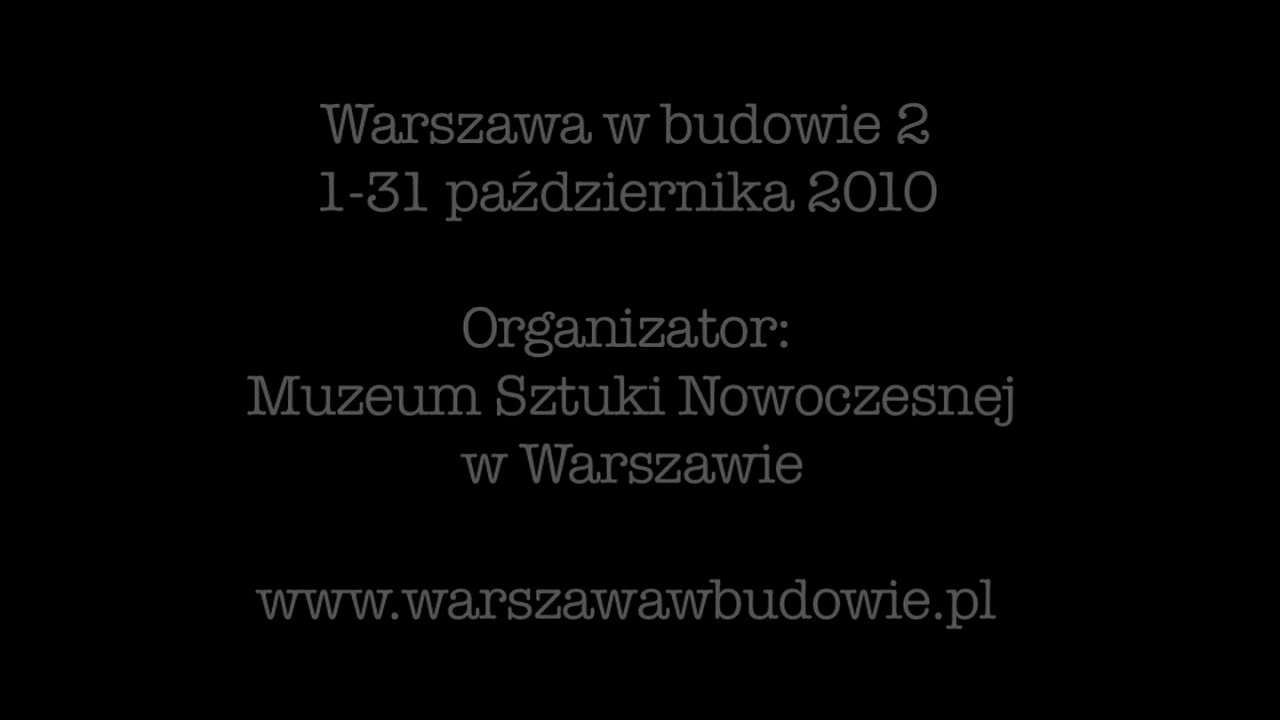 Warszawa w budowie 2
1-31 października 2010
Organizator:
Muzeum Sztuki Nowoczesnej
w Warszawie
www.warszawawbudowie.pl